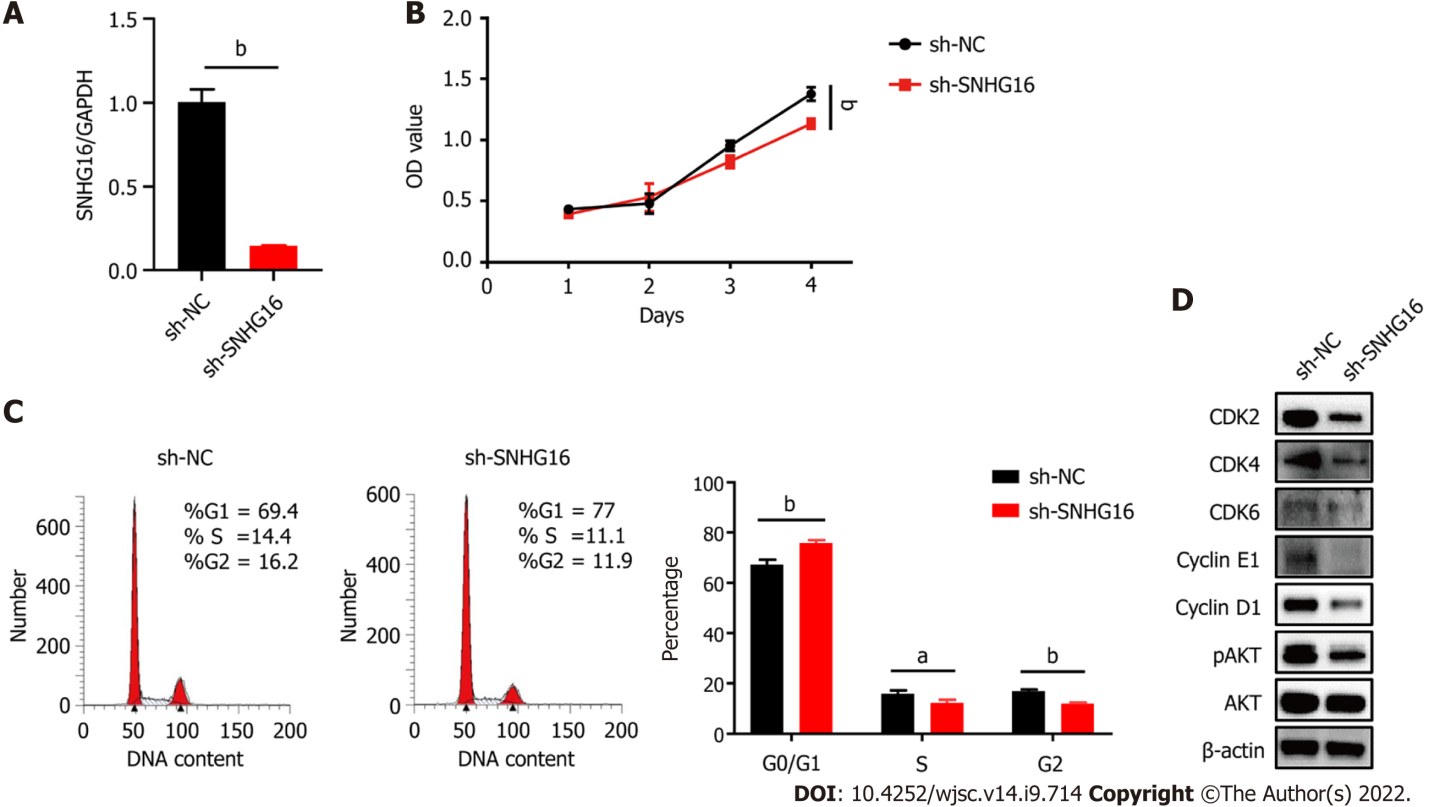 A
1.5
1.0
0.5
0.0
SNHG16/GAPDH
b
sh-NC
sh-SNHG16
B
2.0
1.5
1.0
0.5
0.0
OD value
0 1 2 3 4
Days
b
sh-NC
sh-SNHG16
C
sh-NC
%G1 = 69.4
% S =14.4
%G2 = 16.2
600
400
200
0
Number
0 50 100 150 200
DNA content
sh-SNHG16
%G1 = 77
% S =11.1
%G2 = 11.9
600
400
200
0
Number
0 50 100 150 200
DNA content
sh-NC
sh-SNHG16
100
80
60
40
20
0
Percentage
b
a
b
G0/G1 S G2
D
sh-NC
sh-SNHG16
CDK2
CDK4
CDK6
Cyclin E1
Cyclin D1
pAKT
AKT
β-actin
DOI: 10.4252/wjsc.v14.i9.714 Copyright ©The Author(s) 2022.